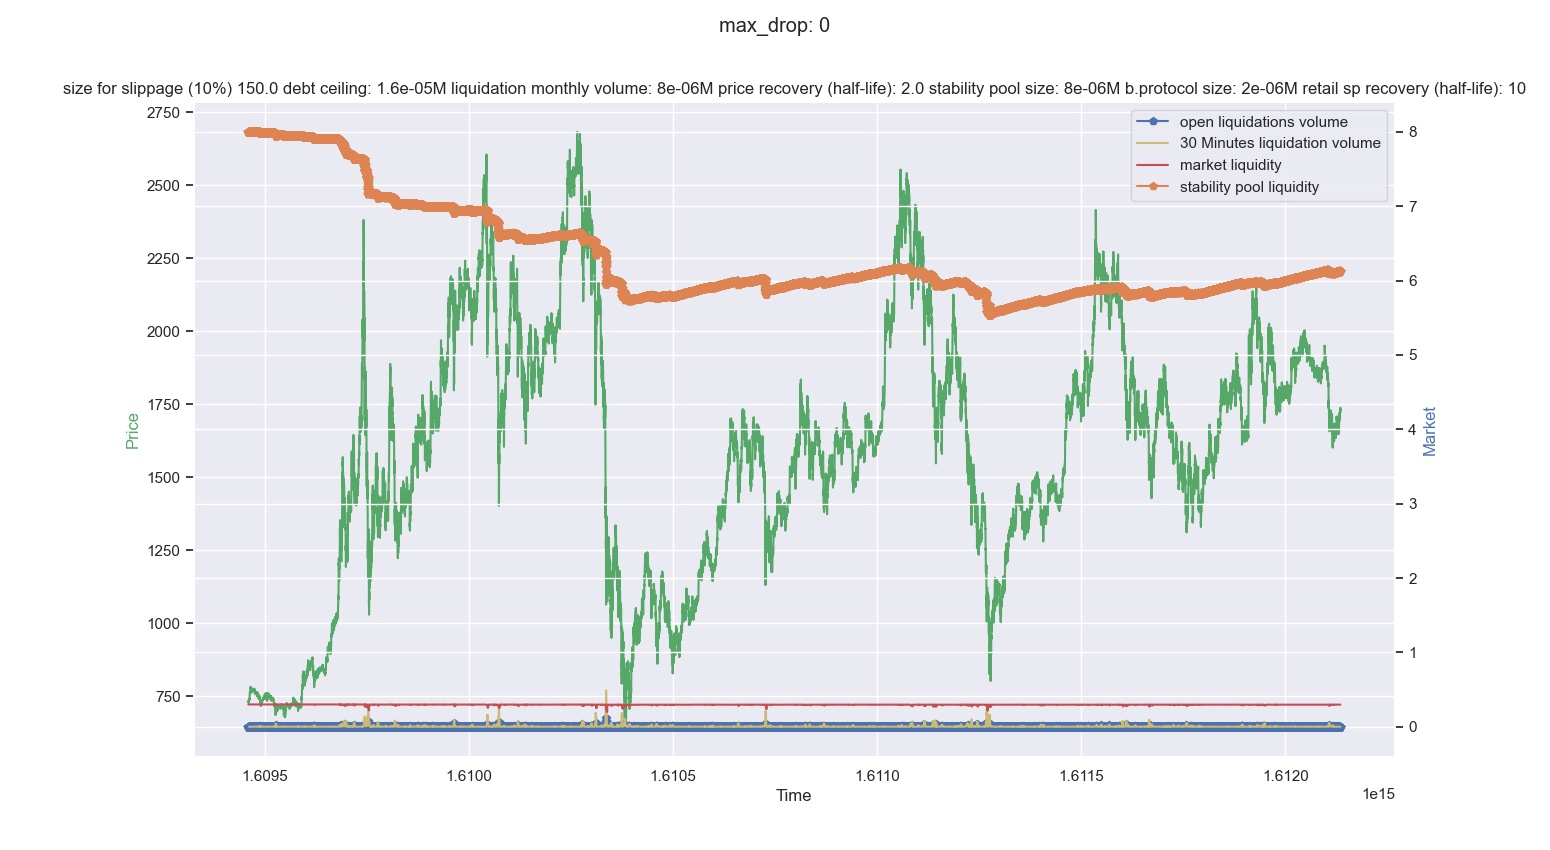 max_drop: 0
size for slippage (10%) 150.0 debt ceiling: 1.6e-05M liquidation monthly volume: 8e-06M price recovery (half-life): 2.0 stability pool size: 8e-06M b.protocol size: 2e-06M retail sp recovery (half-life): 10
open liquidations volume
30 Minutes liquidation volume
market liquidity
stability pool liquidity
Price
2750
2500
2250
2000
1750
1500
1250
1000
750
8
7
6
5
4
3
2
1
0
Market
1.6095 1.6100 1.6105 1.6110 1.6115 1.6120
Time
1e15